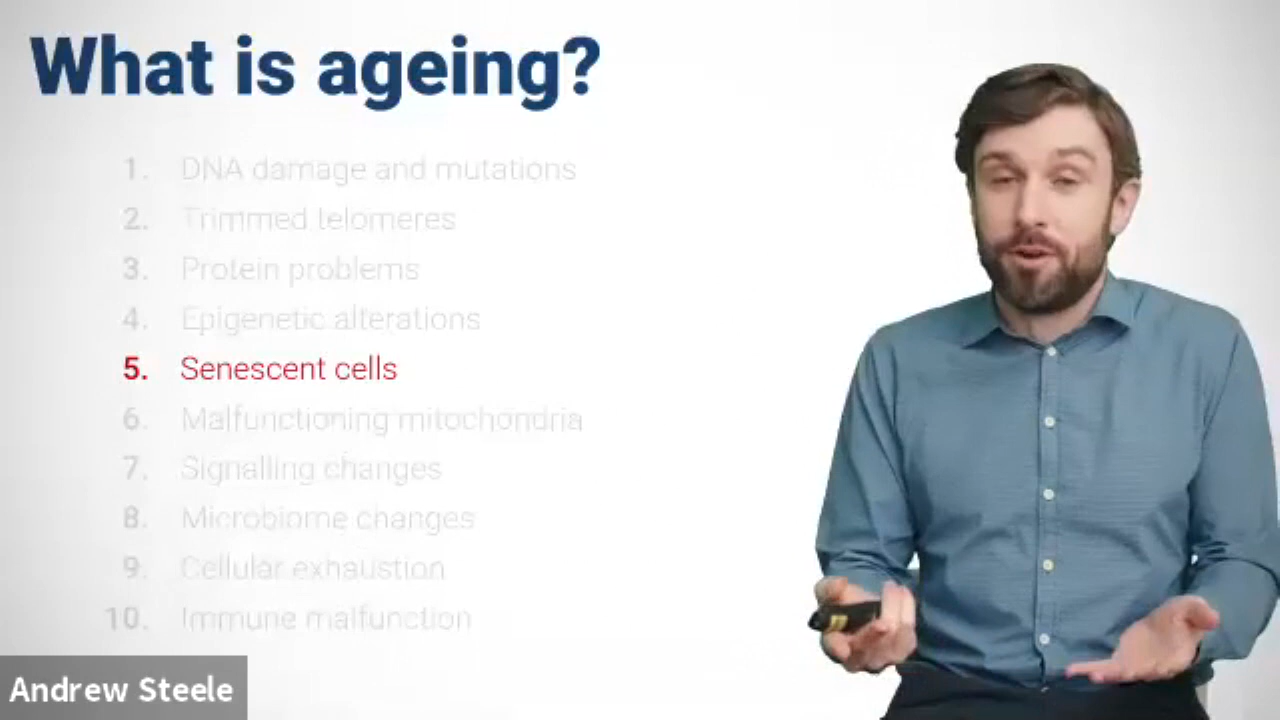 What is ageing?
1. DNA damage and mutations
2. Trimmed telomeres
3. Protein problems
4. Epigenetic alterations
5. Senescent cells
6. Malfunctioning mitochondria
7. Signalling changes
8. Microbiome changes
9. Cellular exhaustion
10. Immune malfunction
Andrew Steele